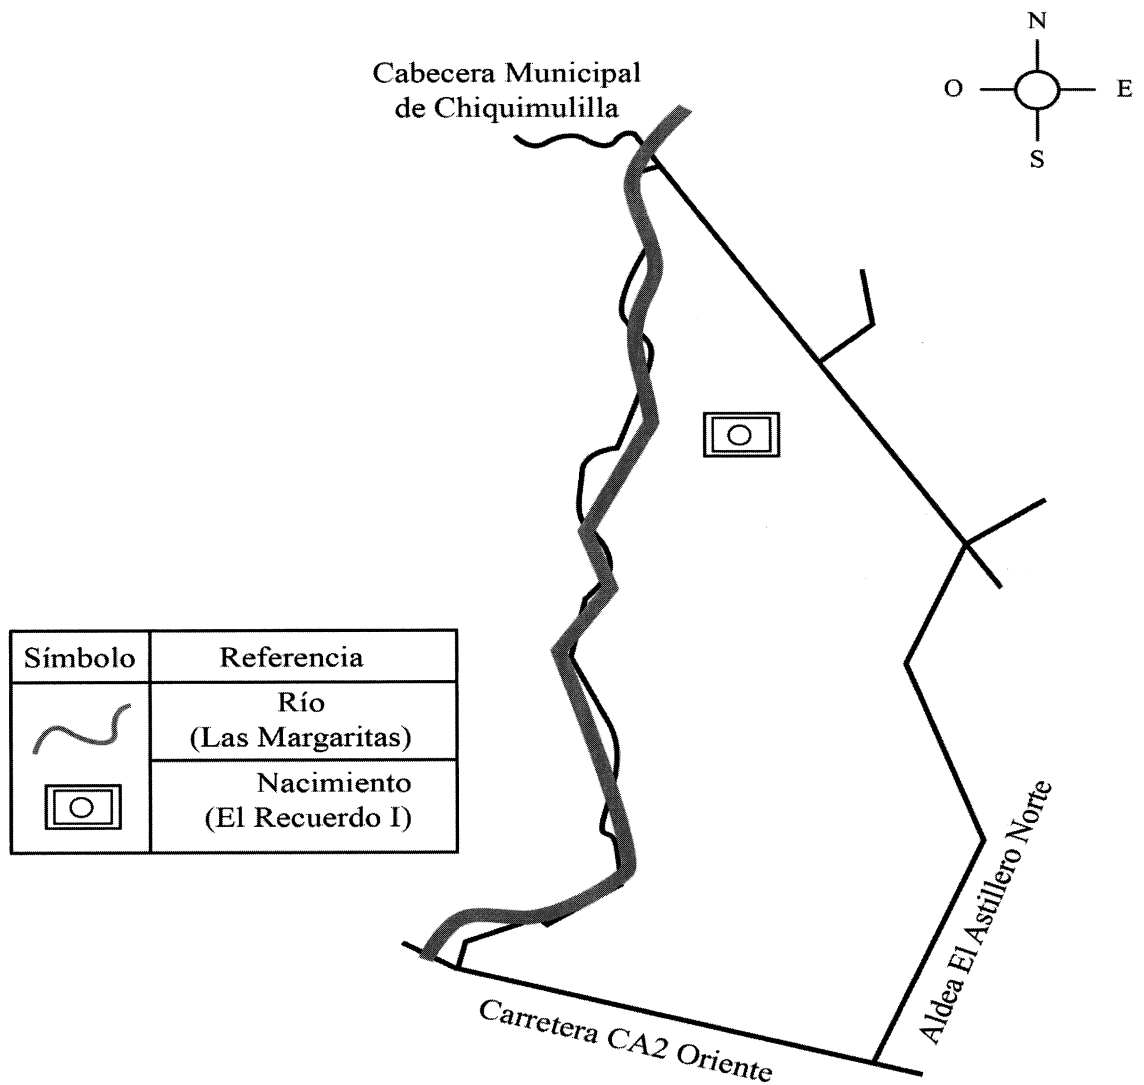 N
Cabecera Municipal
de Chiquimulilla
O
E
S
Símbolo
Referencia
Río
(Las Margaritas)
Nacimiento
(El Recuerdo I)
Aldea El Astillero Norte
Carretera CA2 Oriente